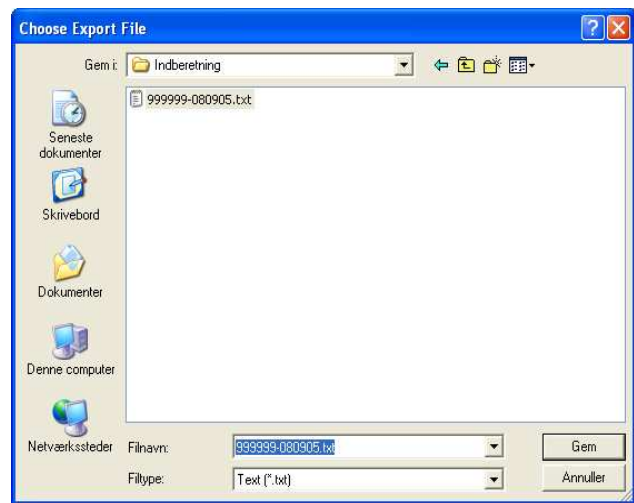 Choose Export File
Gem i: Indberetning
999999-080905.txt
Seneste
dokumenter
Skrivebord
Dokumenter
Denne computer
Netværkssteder
Filnavn: 999999-080905.txt Gem
Filtype: Text (*.txt) Annuller